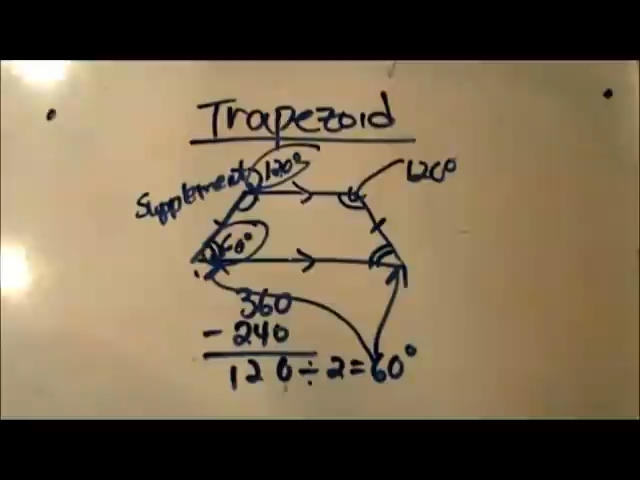 Trapezoid
Supplement 120° 120°
60°
360
- 240
120 ÷ 2 = 60°